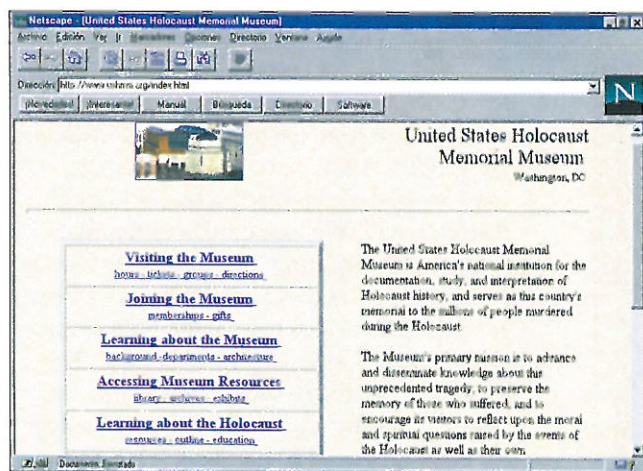 Netscape - [United States Holocaust Memorial Museum]
Archivo Edición Ver Ir Marcadores Opciones Directorio Ventana Ayuda
Dirección: http://www.ushmm.org/index.html
¡Novedades! ¡Interesante! Manual Búsqueda Directorio Software
N
United States Holocaust
Memorial Museum
Washington, DC
Visiting the Museum
hours - tickets - groups - directions
Joining the Museum
memberships - gifts
Learning about the Museum
background - departments - architecture
Accessing Museum Resources
library - archives - exhibits
Learning about the Holocaust
resources - outline - education
The United States Holocaust Memorial
Museum is America's national institution for the
documentation, study, and interpretation of
Holocaust history, and serves as this country's
memorial to the millions of people murdered
during the Holocaust.
The Museum's primary mission is to advance
and disseminate knowledge about this
unprecedented tragedy; to preserve the
memory of those who suffered; and to
encourage its visitors to reflect upon the moral
and spiritual questions raised by the events of
the Holocaust as well as their own
Documento: Terminado